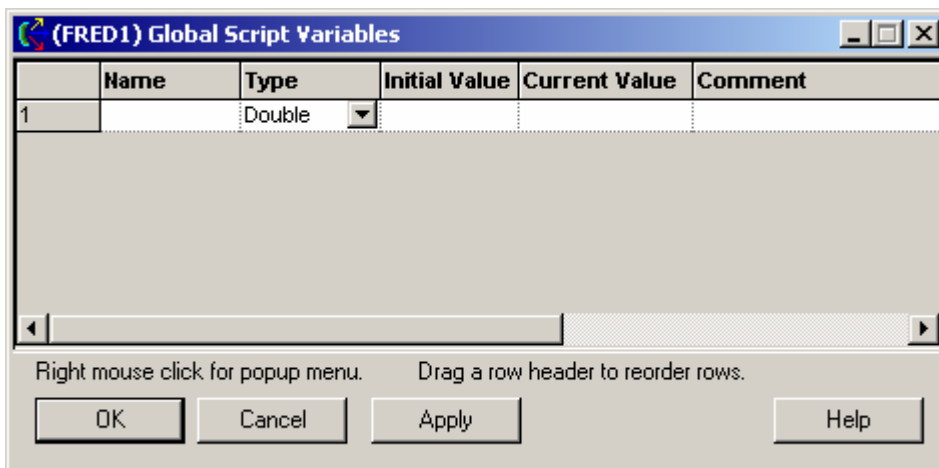 (FRED1) Global Script Variables
Name Type Initial Value Current Value Comment
1 Double
Right mouse click for popup menu. Drag a row header to reorder rows.
OK Cancel Apply Help